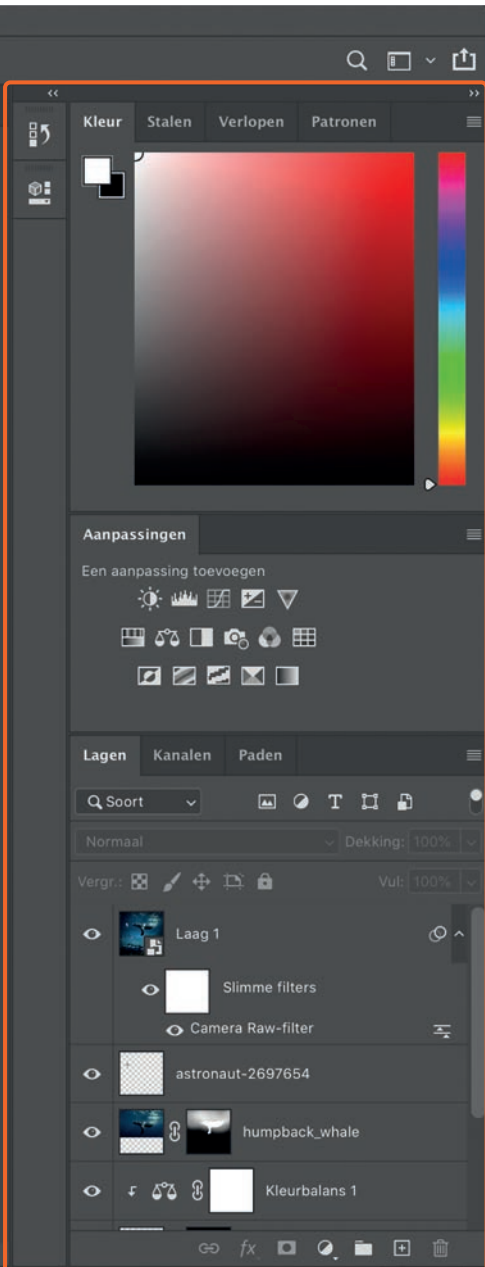 Kleur Stalen Verlopen Patronen
Aanpassingen
Een aanpassing toevoegen
Lagen Kanalen Paden
Soort
Normaal Dekking: 100%
Vergr.: Vul: 100%
Laag 1
Slimme filters
Camera Raw-filter
astronaut-2697654
humpback_whale
Kleurbalans 1
fx